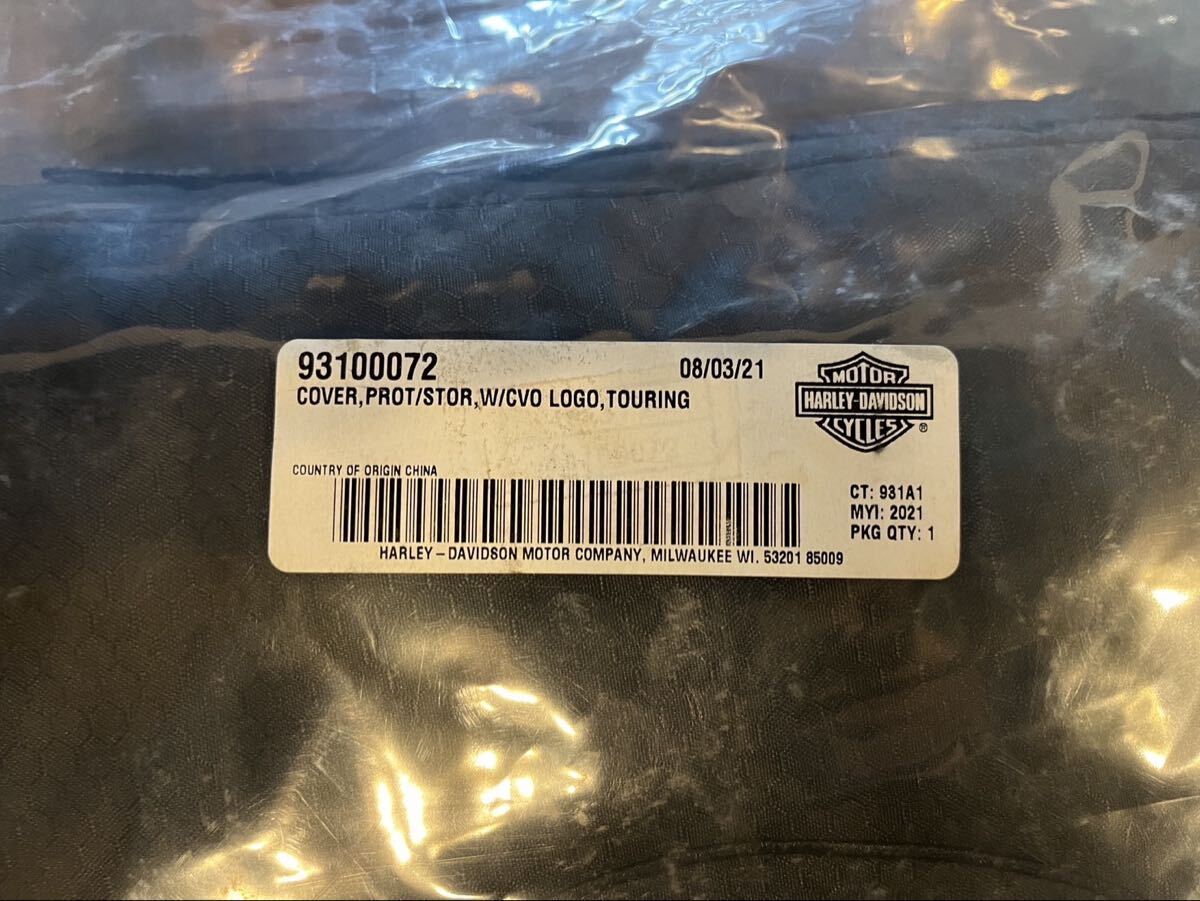 93100072
08/03/21
COVER,PROT/STOR,W/CVO LOGO,TOURING
MOTOR
HARLEY-DAVIDSON
CYCLES®
COUNTRY OF ORIGIN CHINA
CT: 931A1
MYI: 2021
PKG QTY: 1
HARLEY-DAVIDSON MOTOR COMPANY, MILWAUKEE WI. 53201 85009